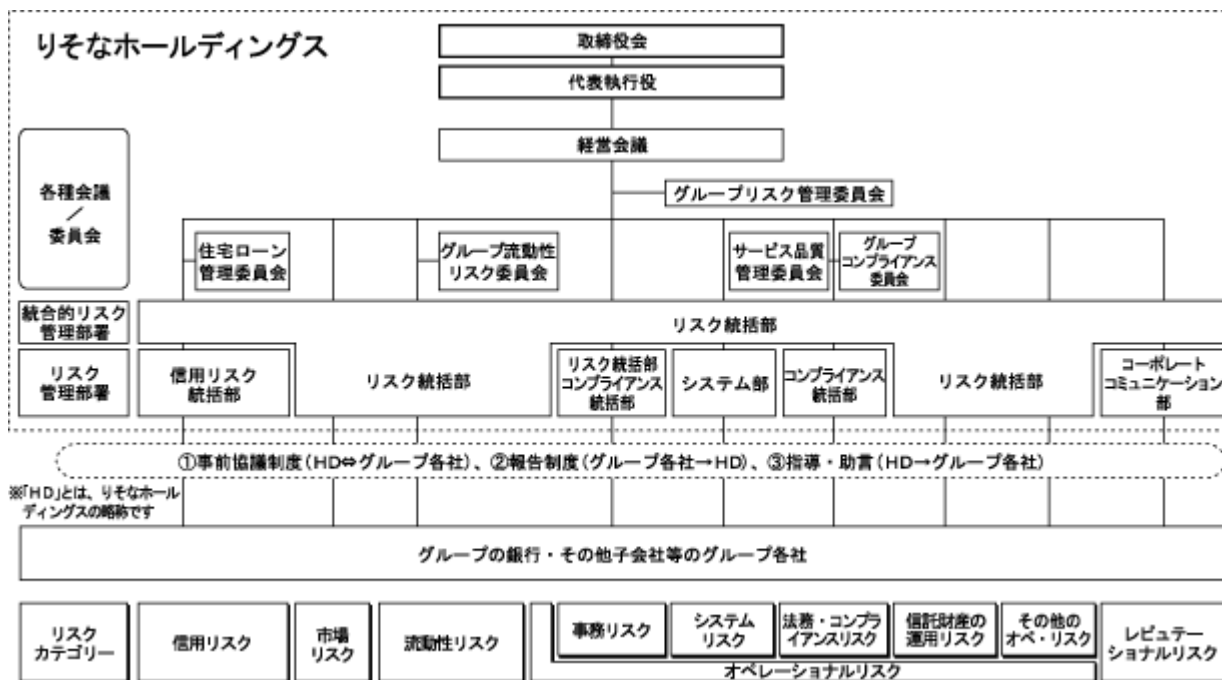 りそなホールディングス
取締役会
代表執行役
経営会議
グループリスク管理委員会
各種会議
／
委員会
住宅ローン
管理委員会
グループ流動性
リスク委員会
サービス品質
管理委員会
グループ
コンプライアンス
委員会
統合的リスク
管理部署
リスク統括部
リスク
管理部署
信用リスク
統括部
リスク統括部
リスク統括部
コンプライアンス
統括部
システム部
コンプライアンス
統括部
リスク統括部
コーポレート
コミュニケーション
部
①事前協議制度(HD⇔グループ各社)、②報告制度(グループ各社→HD)、③指導・助言(HD→グループ各社)
※「HD」とは、りそなホール
ディングスの略称です
グループの銀行・その他子会社等のグループ各社
リスク
カテゴリー
信用リスク
市場
リスク
流動性リスク
事務リスク
システム
リスク
法務・コンプラ
イアンスリスク
信託財産の
運用リスク
その他の
オペ・リスク
オペレーショナルリスク
レピュテー
ショナルリスク